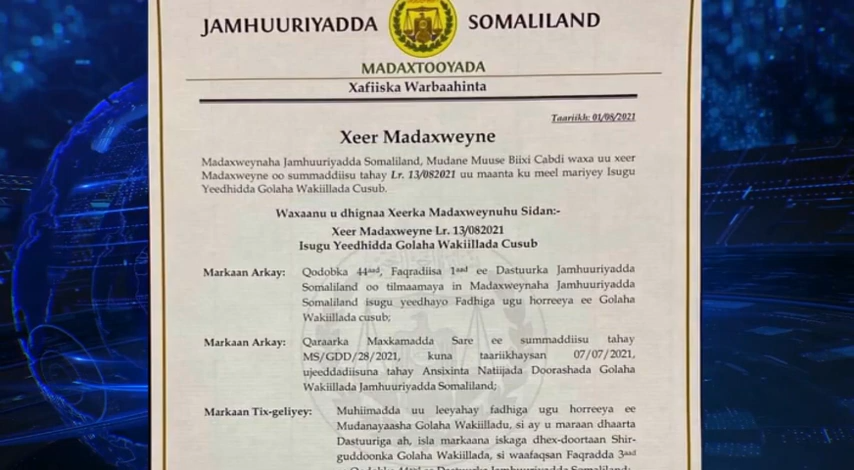 JAMHUURIYADDA SOMALILAND
MADAXTOOYADA
Xafiiska Warbaahinta
Taariikh: 01/08/2021
Xeer Madaxweyne
Madaxweynaha Jamhuuriyadda Somaliland, Mudane Muuse Biixi Cabdi waxa uu xeer
Madaxweyne oo summaddiisu tahay Lr. 13/082021 uu maanta ku meel mariyey Isugu
Yeedhidda Golaha Wakiillada Cusub.
Waxaanu u dhignaa Xeerka Madaxweynuhu Sidan:-
Xeer Madaxweyne Lr. 13/082021
Isugu Yeedhidda Golaha Wakiillada Cusub
Markaan Arkay: Qodobka 44aad, Faqradiisa 1aad ee Dastuurka Jamhuuriyadda
Somaliland oo tilmaamaya in Madaxweynaha Jamhuuriyadda
Somaliland isugu yeedhayo Fadhiga ugu horreeya ee Golaha
Wakiillada cusub;
Markaan Arkay: Qaraarka Maxkamadda Sare ee summaddiisu tahay
MS/GDD/28/2021, kuna taariikhaysan 07/07/2021,
ujeeddadiisuna tahay Ansixinta Natiijada Doorashada Golaha
Wakiillada Jamhuuriyadda Somaliland;
Markaan Tix-geliyey: Muhiimadda uu leeyahay fadhiga ugu horreeya ee
Mudanayaasha Golaha Wakiilladu, si ay u maraan dhaarta
Dastuuriga ah, isla markaana iskaga dhex-doortaan Shir-
guddoonka Golaha Wakiillada, si waafaqsan Faqradda 3aad